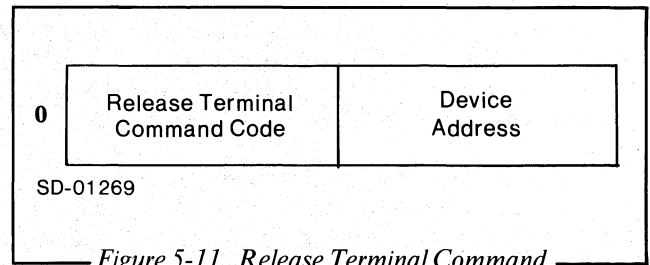 0
Release Terminal
Command Code
Device
Address
SD-01269
Figure 5-11. Release Terminal Command